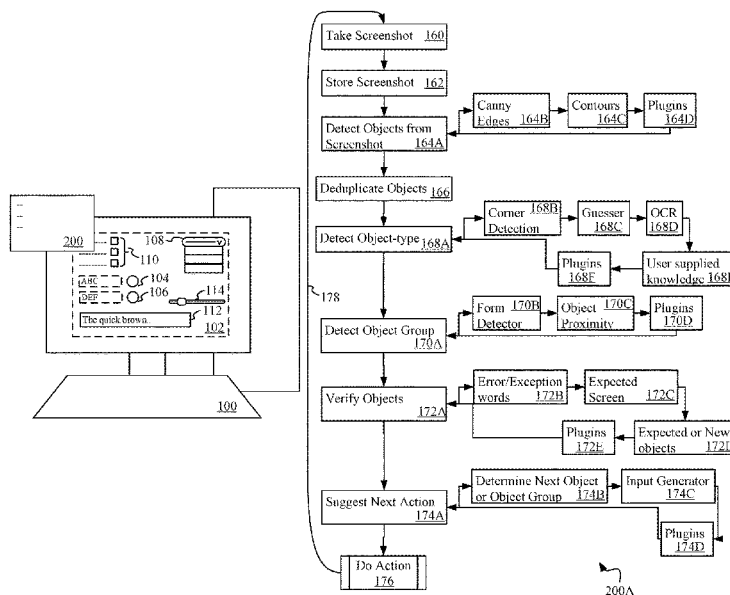 Take Screenshot 160
Store Screenshot 162
Detect Objects from
Screenshot 164A
Canny
Edges 164B
Contours
164C
Plugins
164D
Deduplicate Objects 166
Detect Object-type
168A
Corner 168B
Detection
Guesser
168C
OCR
168D
User supplied
knowledge
Plugins
168F
Detect Object Group
170A
Form 170B
Detector
Object 170C
Proximity
Plugins
170D
Verify Objects
172A
Error/Exception
words 172B
Expected
Screen 172C
Expected or New
objects
Plugins
172E
Suggest Next Action
174A
Determine Next Object
or Object Group 174B
Input Generator
174C
Plugins
174D
Do Action
176
178
200A
200
108
110
ABC
104
DEF
106
114
112
The quick brown..
102
100